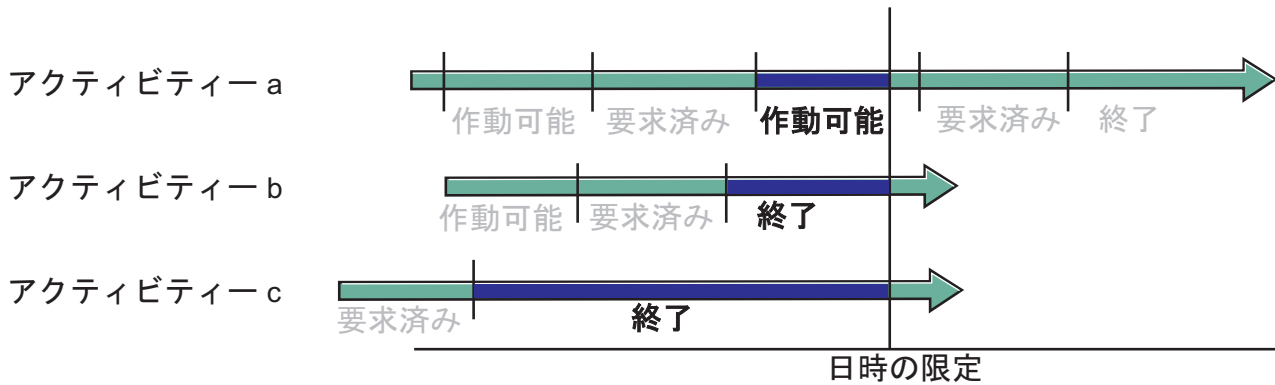 アクティビティー a
作動可能 要求済み 作動可能 要求済み 終了
アクティビティー b
作動可能 要求済み 終了
アクティビティー c
要求済み 終了
日時の限定